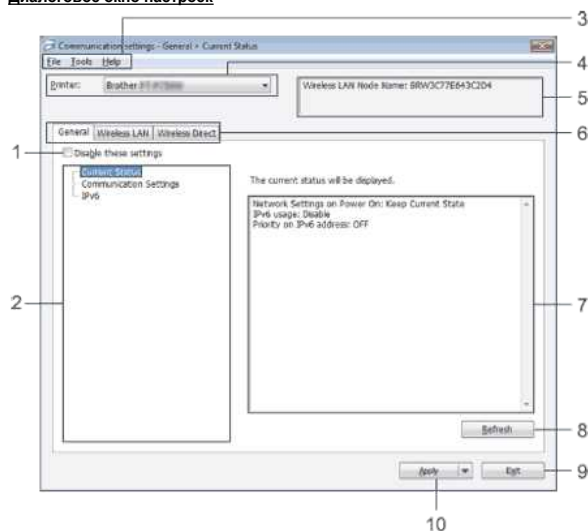 Диалоговое окно настроек
3
Communication settings - General > Current Status
File Tools Help
4
Printer: Brother
Wireless LAN Node Name: BRW3C77E643C2D4
5
General Wireless LAN Wireless Direct
6
1
Disable these settings
Current Status
Communication Settings
IPv6
The current status will be displayed.
Network Settings on Power On: Keep Current State
IPv6 usage: Disable
Priority on IPv6 address: OFF
2
7
Refresh
8
Apply Exit
9
10